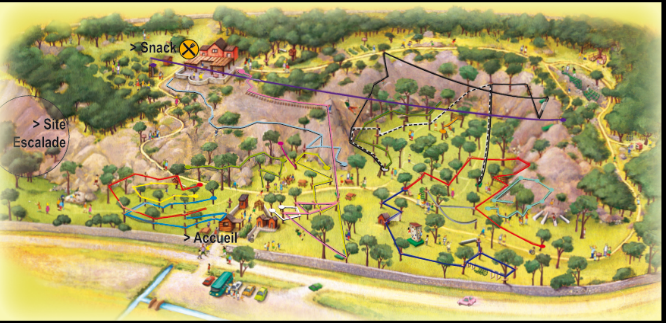 > Snack
> Site
Escalade
> Accueil